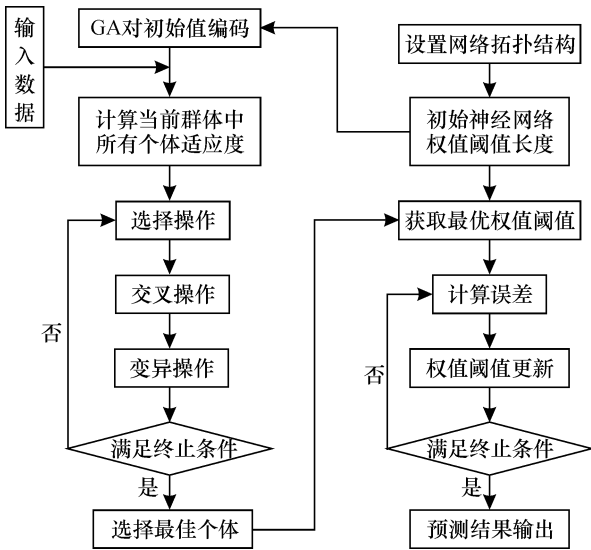 输
入
数
据
GA对初始值编码
计算当前群体中
所有个体适应度
选择操作
交叉操作
变异操作
否
满足终止条件
是
选择最佳个体
设置网络拓扑结构
初始神经网络
权值阈值长度
获取最优权值阈值
计算误差
权值阈值更新
否
满足终止条件
是
预测结果输出